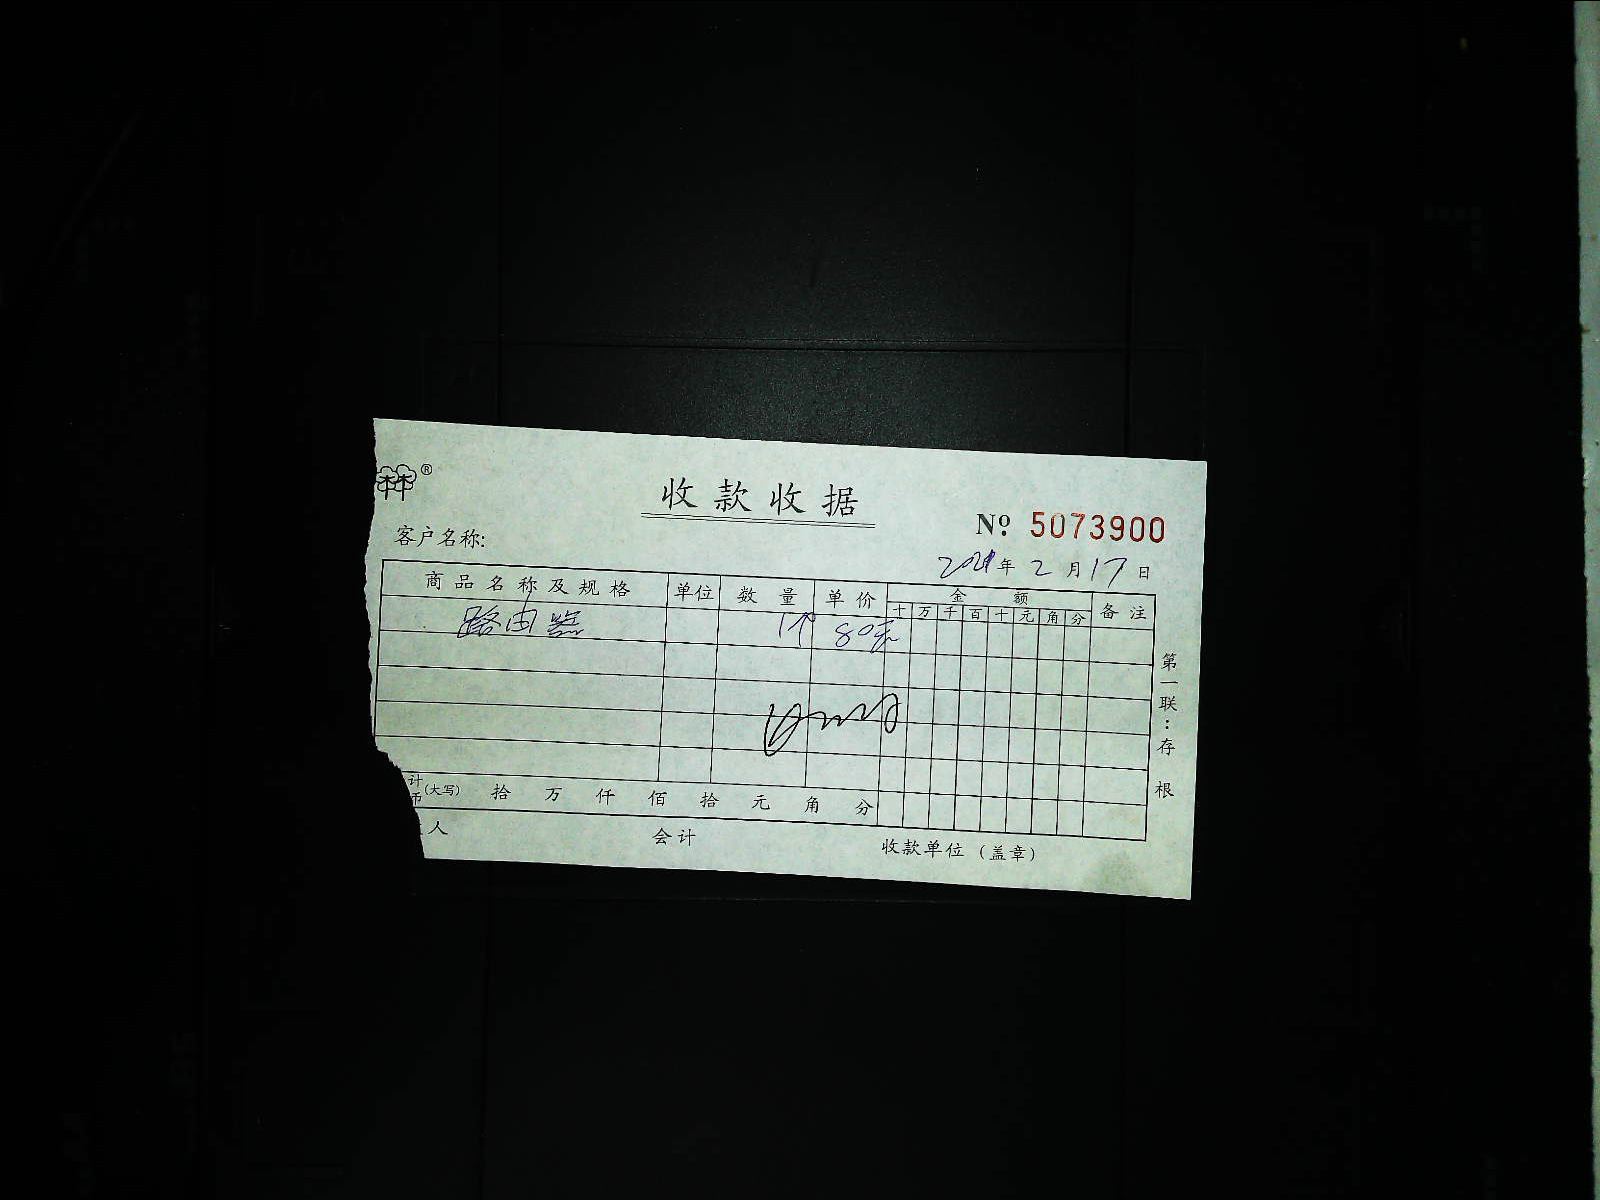 ®
收款收据
№ 5073900
客户名称:
2021年2月17日
商品名称及规格 单位 数量 单价 金额 备注
十 万 千 百 十 元 角 分
路由器 1个 80元
第一联:存根
计 币 (大写) 拾 万 仟 佰 拾 元 角 分
人 会计 收款单位(盖章)